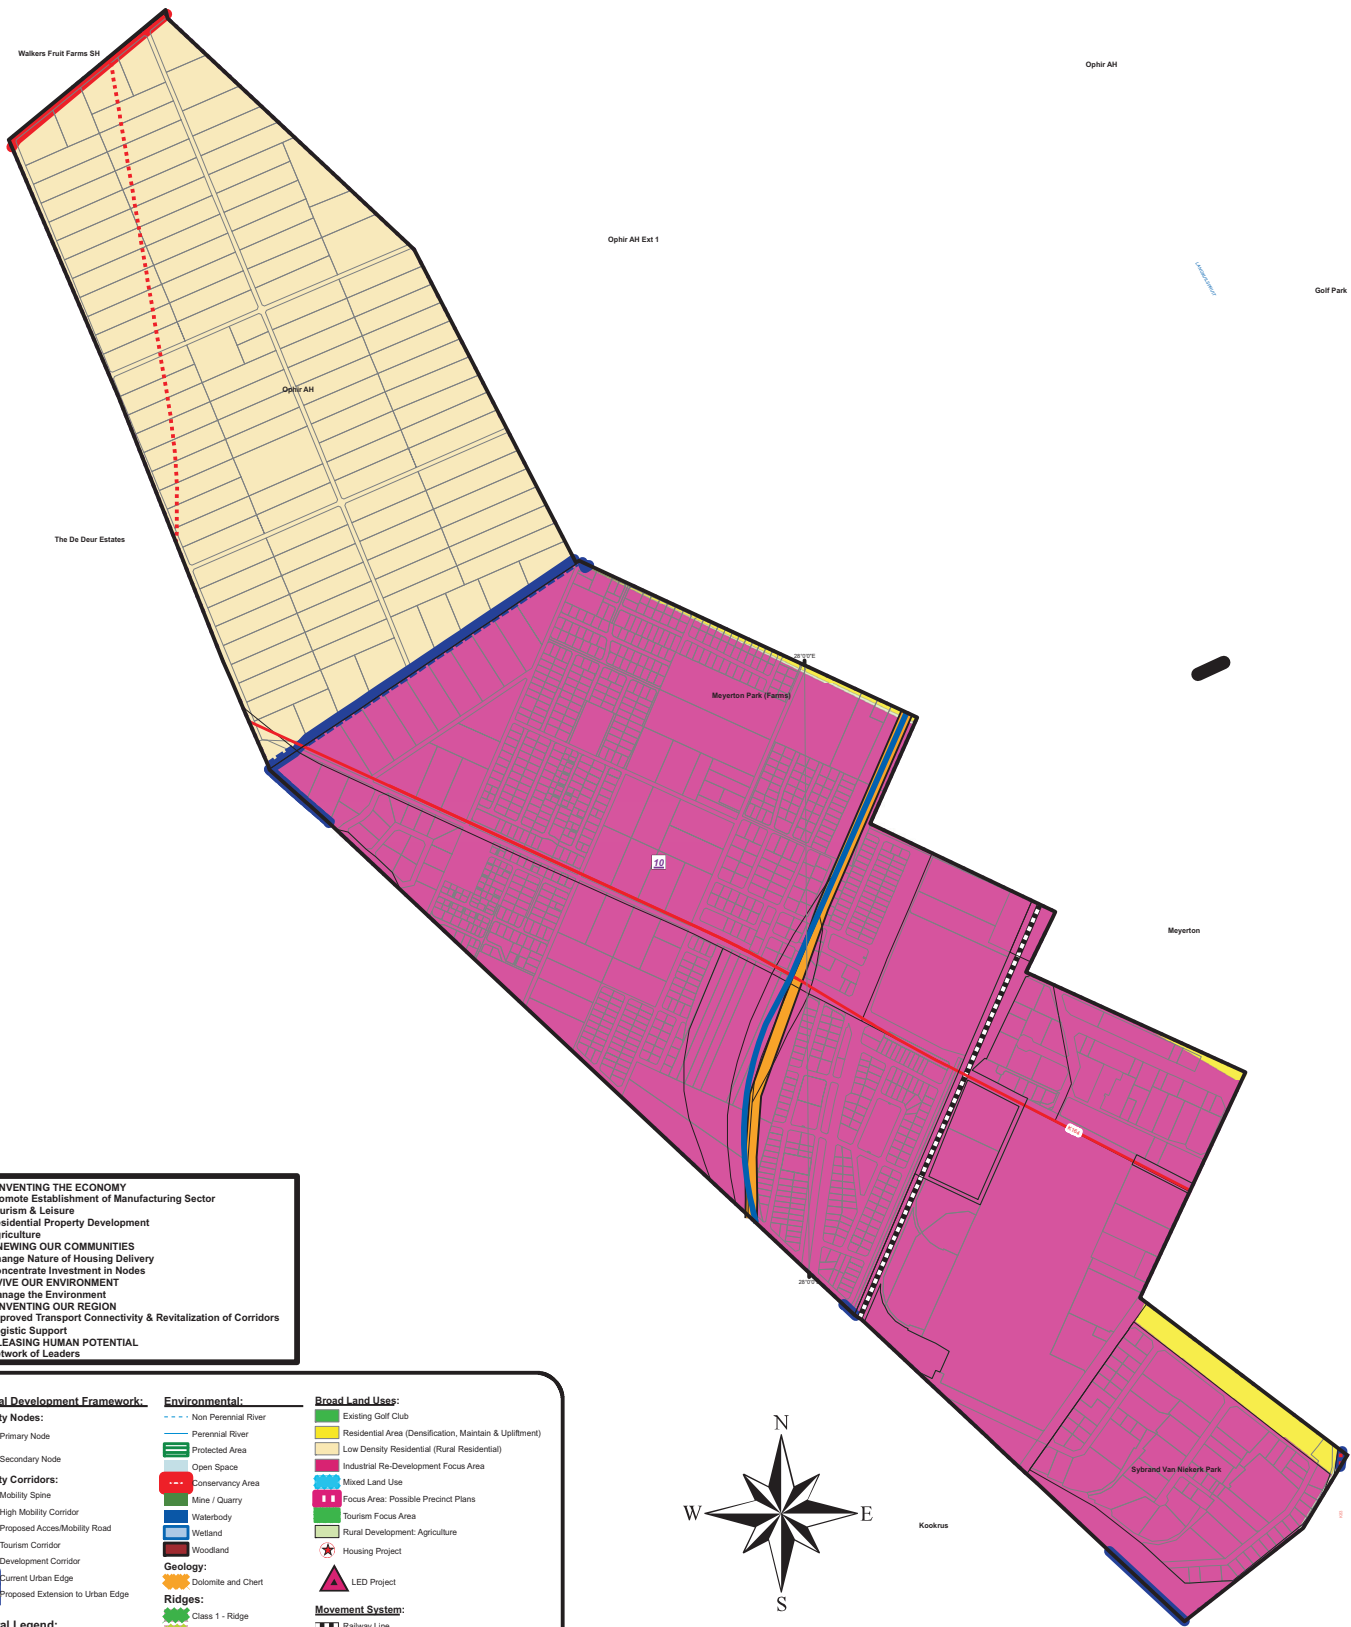 Walkers Fruit Farms SH
Ophir AH
Ophir AH Ext 1
Golf Park
Ophir AH
The De Deur Estates
28°0'0"E
Meyerton Park (Farms)
10
Meyerton
28°0'0"
Sybrand Van Niekerk Park
Kookrus
NVENTING THE ECONOMY
omote Establishment of Manufacturing Sector
urism & Leisure
esidential Property Development
griculture
NEWING OUR COMMUNITIES
ange Nature of Housing Delivery
oncentrate Investment in Nodes
VIVE OUR ENVIRONMENT
anage the Environment
NVENTING OUR REGION
proved Transport Connectivity & Revitalization of Corridors
gistic Support
LEASING HUMAN POTENTIAL
etwork of Leaders
al Development Framework:
ty Nodes:
Primary Node
Secondary Node
ty Corridors:
Mobility Spine
High Mobility Corridor
Proposed Acces/Mobility Road
Tourism Corridor
Development Corridor
Current Urban Edge
Proposed Extension to Urban Edge
al Legend:
Environmental:
Non Perennial River
Perennial River
Protected Area
Open Space
Conservancy Area
Mine / Quarry
Waterbody
Wetland
Woodland
Geology:
Dolomite and Chert
Ridges:
Class 1 - Ridge
Broad Land Uses:
Existing Golf Club
Residential Area (Densification, Maintain & Upliftment)
Low Density Residential (Rural Residential)
Industrial Re-Development Focus Area
Mixed Land Use
Focus Area: Possible Precinct Plans
Tourism Focus Area
Rural Development: Agriculture
Housing Project
LED Project
Movement System:
Railway Line
N
W
E
S